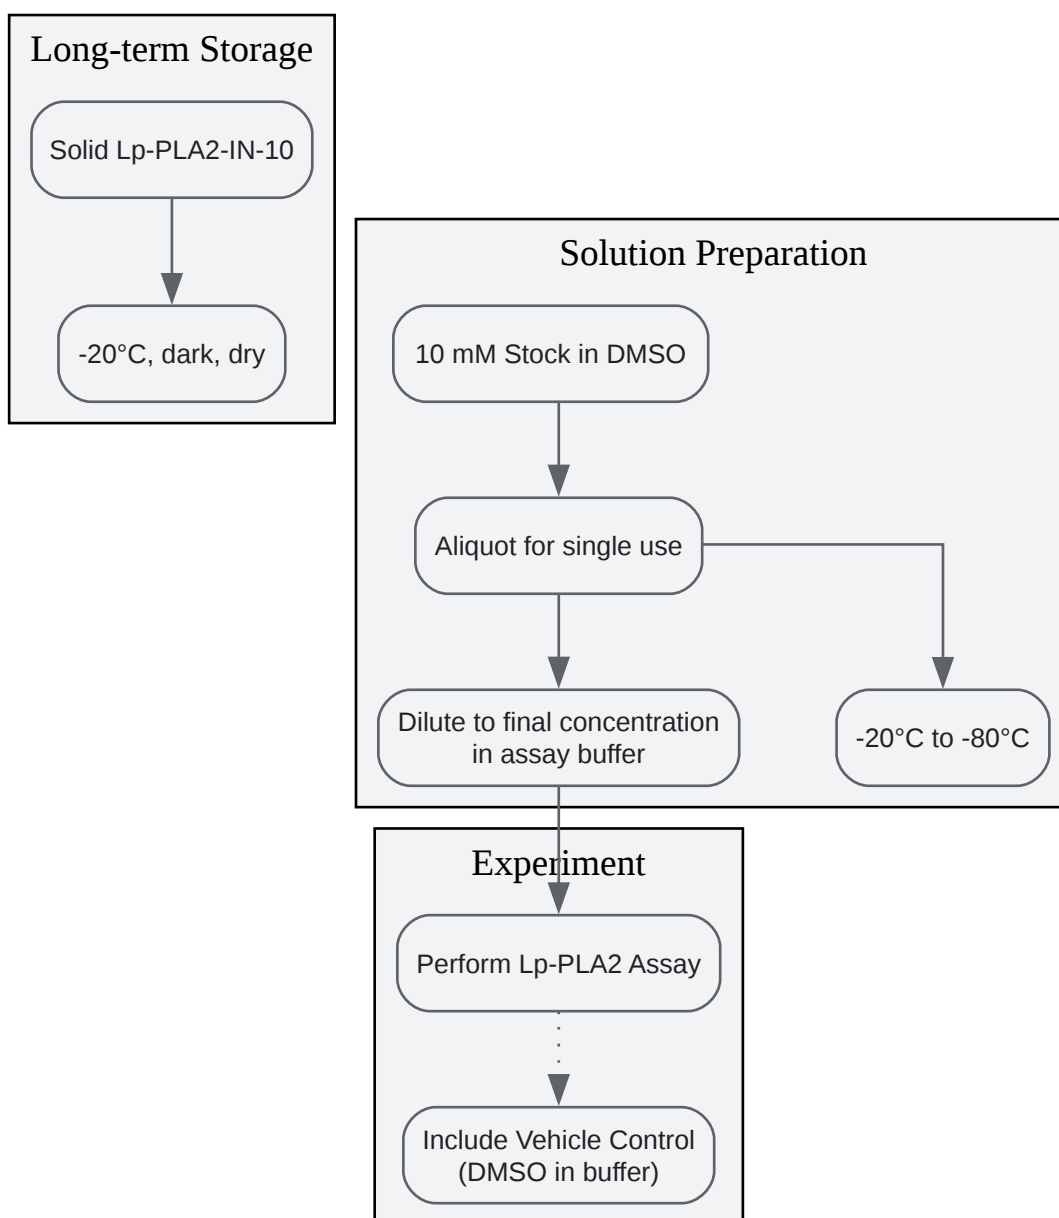 Long-term Storage
Solid Lp-PLA2-IN-10
-20°C, dark, dry
Solution Preparation
10 mM Stock in DMSO
Aliquot for single use
Dilute to final concentration
in assay buffer
-20°C to -80°C
Experiment
Perform Lp-PLA2 Assay
Include Vehicle Control
(DMSO in buffer)